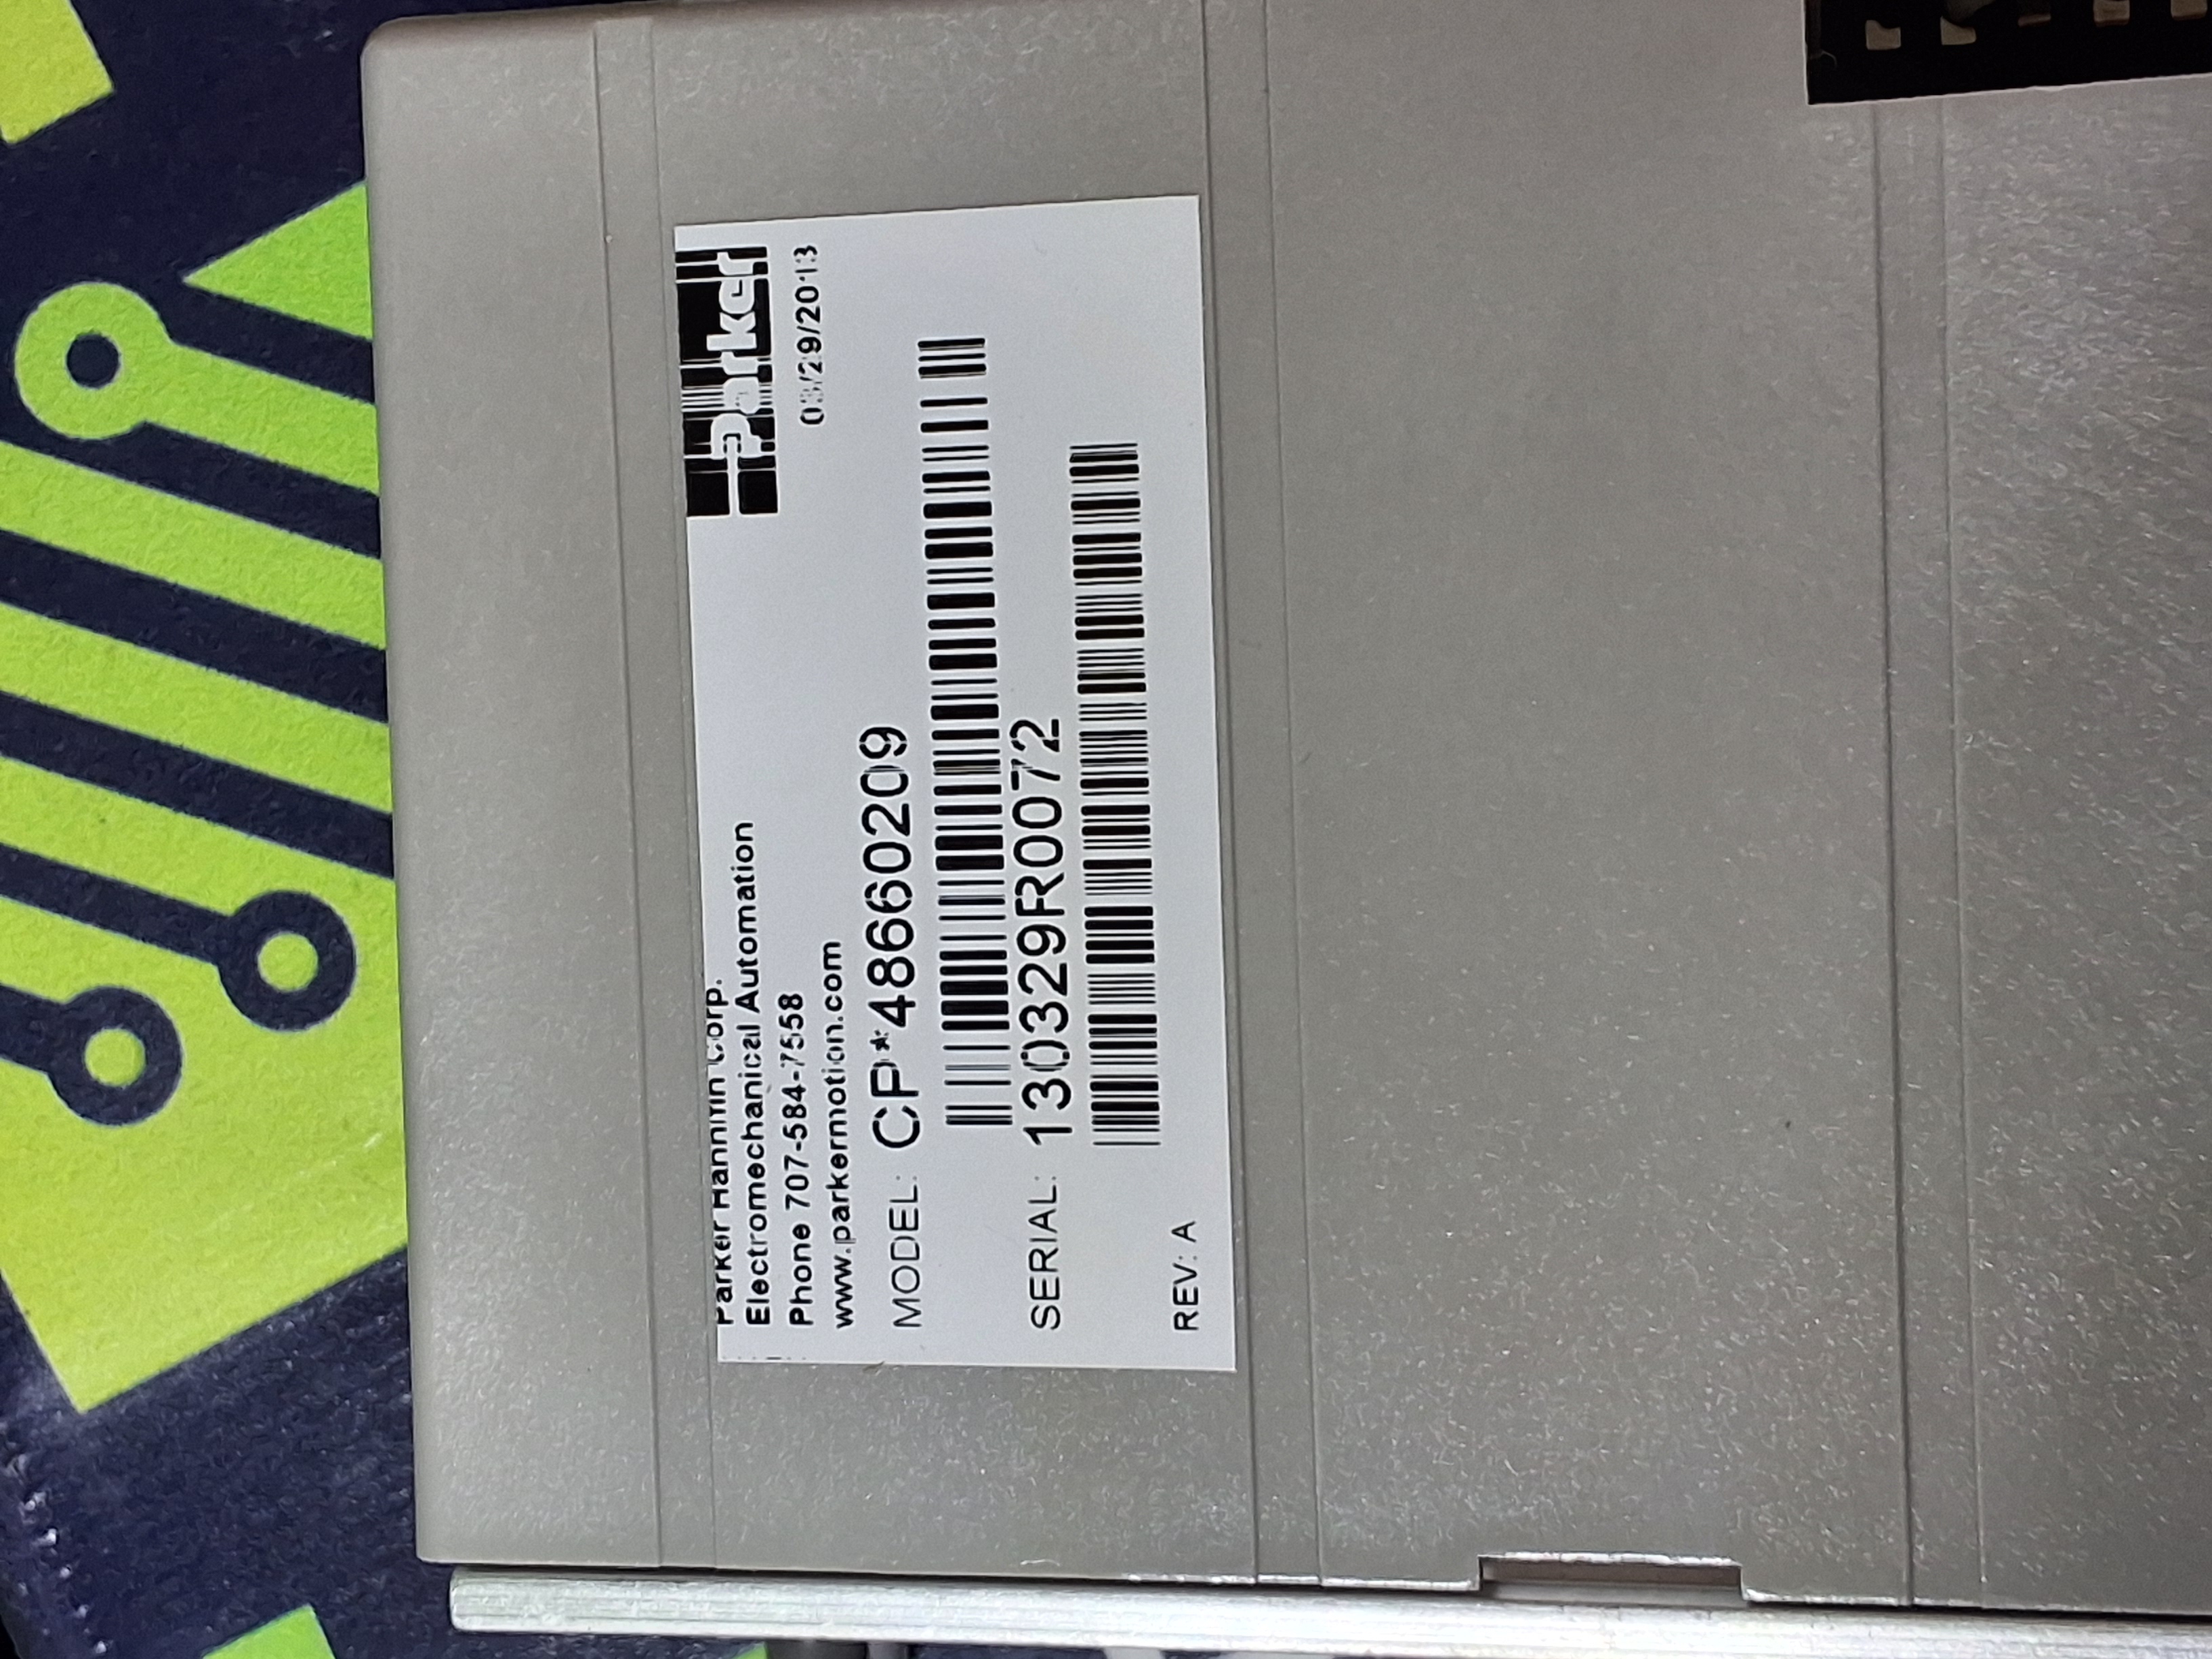 Parker Hannifin Corp.
Electromechanical Automation
Phone 707-584-7558
www.parkermotion.com
Parker
03/29/2013
MODEL: CP*48660209
SERIAL: 130329R0072
REV: A